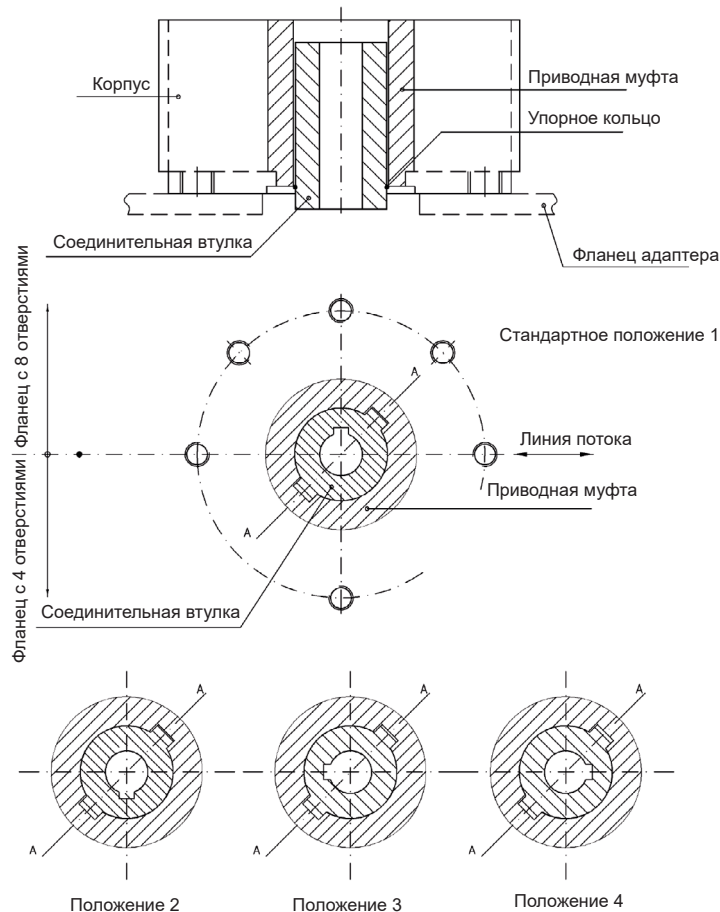 Корпус
Приводная муфта
Упорное кольцо
Соединительная втулка
Фланец адаптера
Фланец с 8 отверстиями
Фланец с 4 отверстиями
Стандартное положение 1
A
Линия потока
Приводная муфта
A
Соединительная втулка
A
A
A
A
A
A
Положение 2
Положение 3
Положение 4